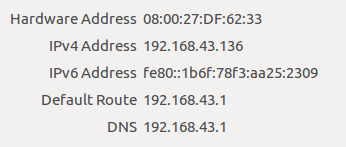 Hardware Address 08:00:27:DF:62:33
IPv4 Address 192.168.43.136
IPv6 Address fe80::1b6f:78f3:aa25:2309
Default Route 192.168.43.1
DNS 192.168.43.1